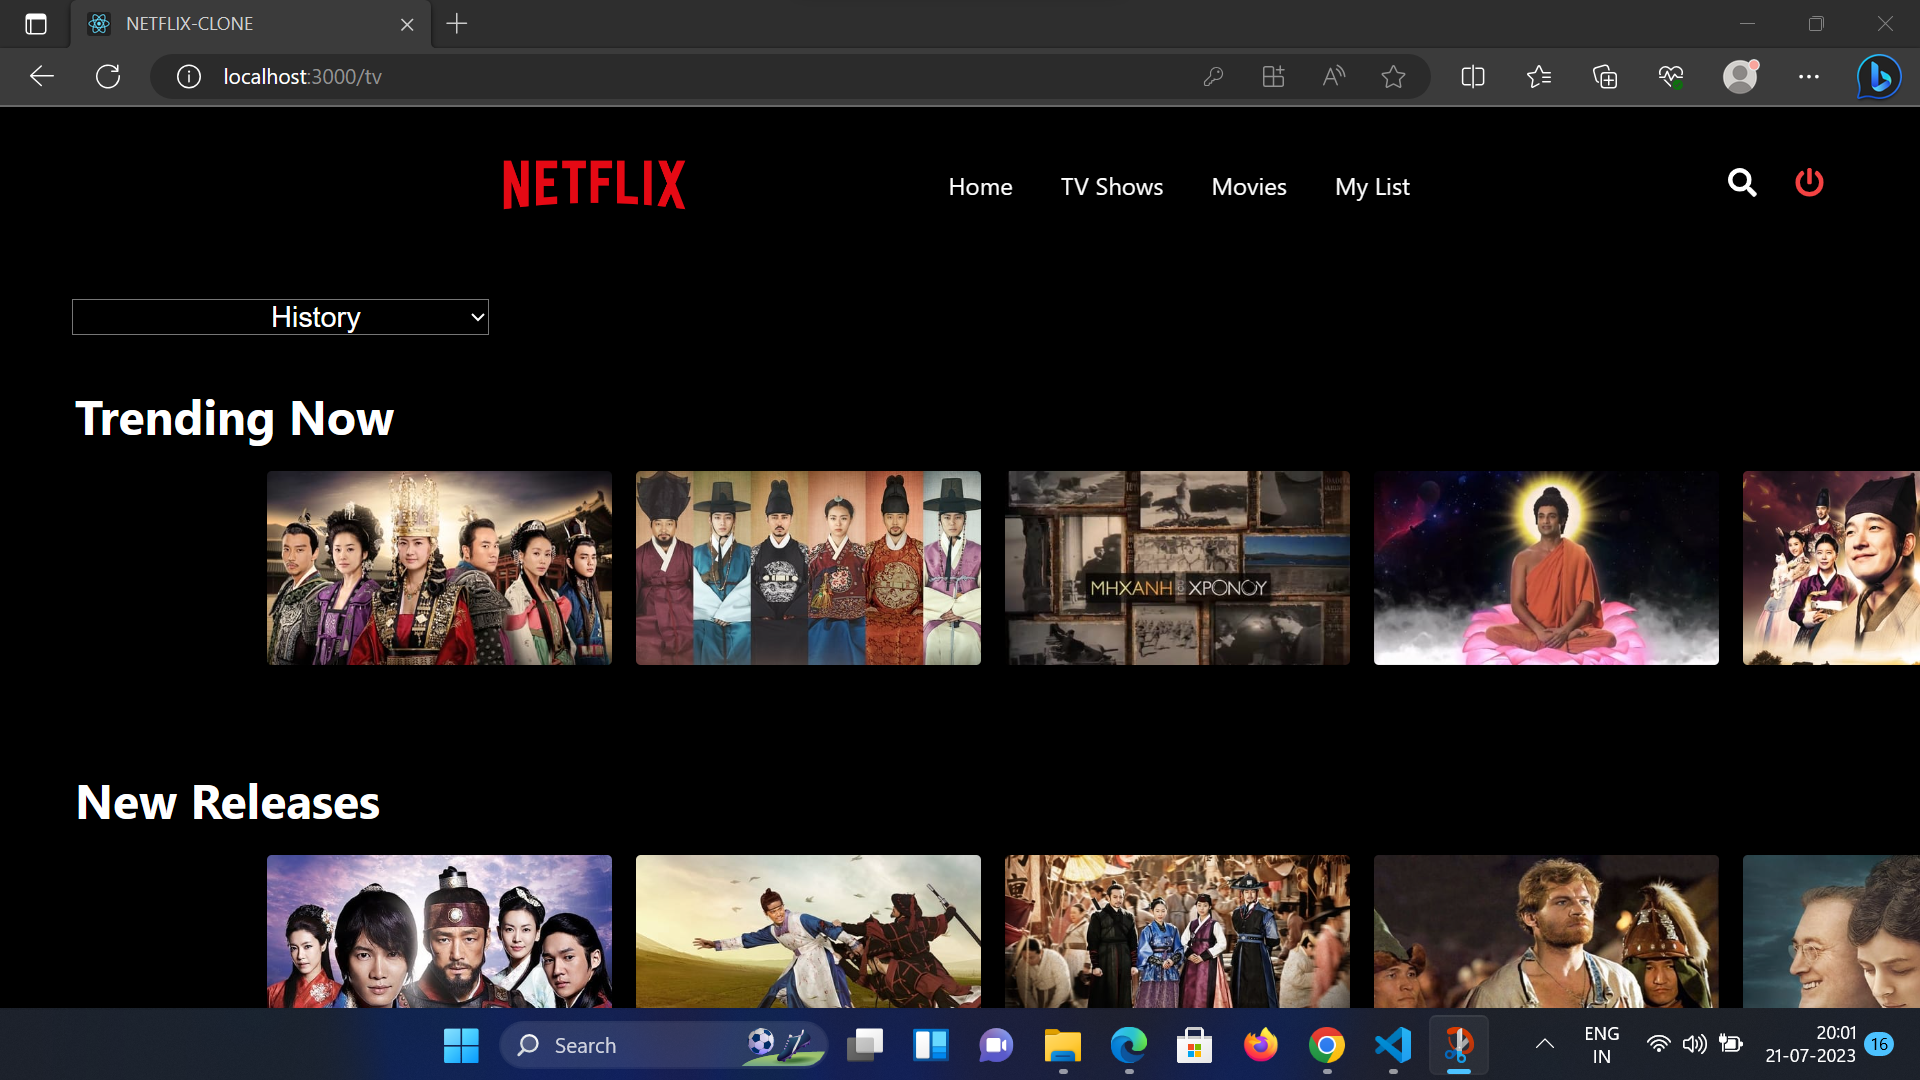 NETFLIX-CLONE
localhost:3000/tv
NETFLIX
Home
TV Shows
Movies
My List
History
Trending Now
ΜΗΧΑΝΗ ΤΟΥ ΧΡΟΝΟΥ
New Releases
Search
ENG
IN
20:01
21-07-2023
16